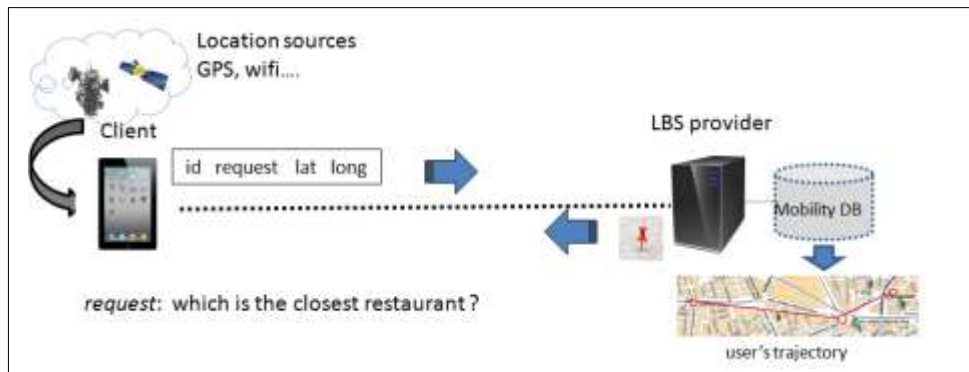 Location sources
GPS, wifi....
Client
LBS provider
id request lat long
Mobility DB
request: which is the closest restaurant ?
user's trajectory